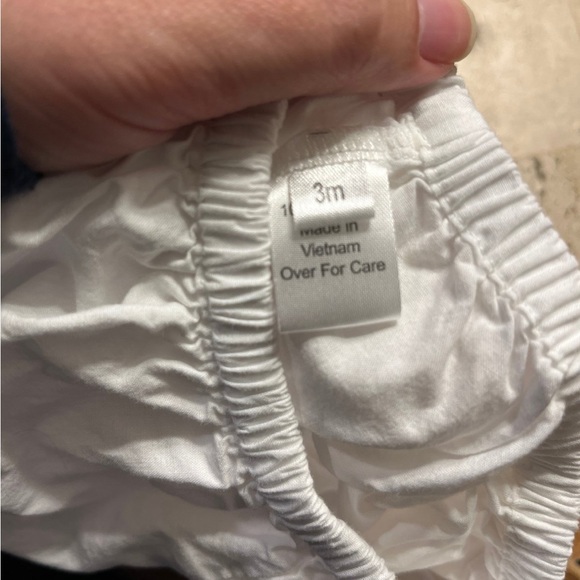 3m
Made in
Vietnam
Over For Care